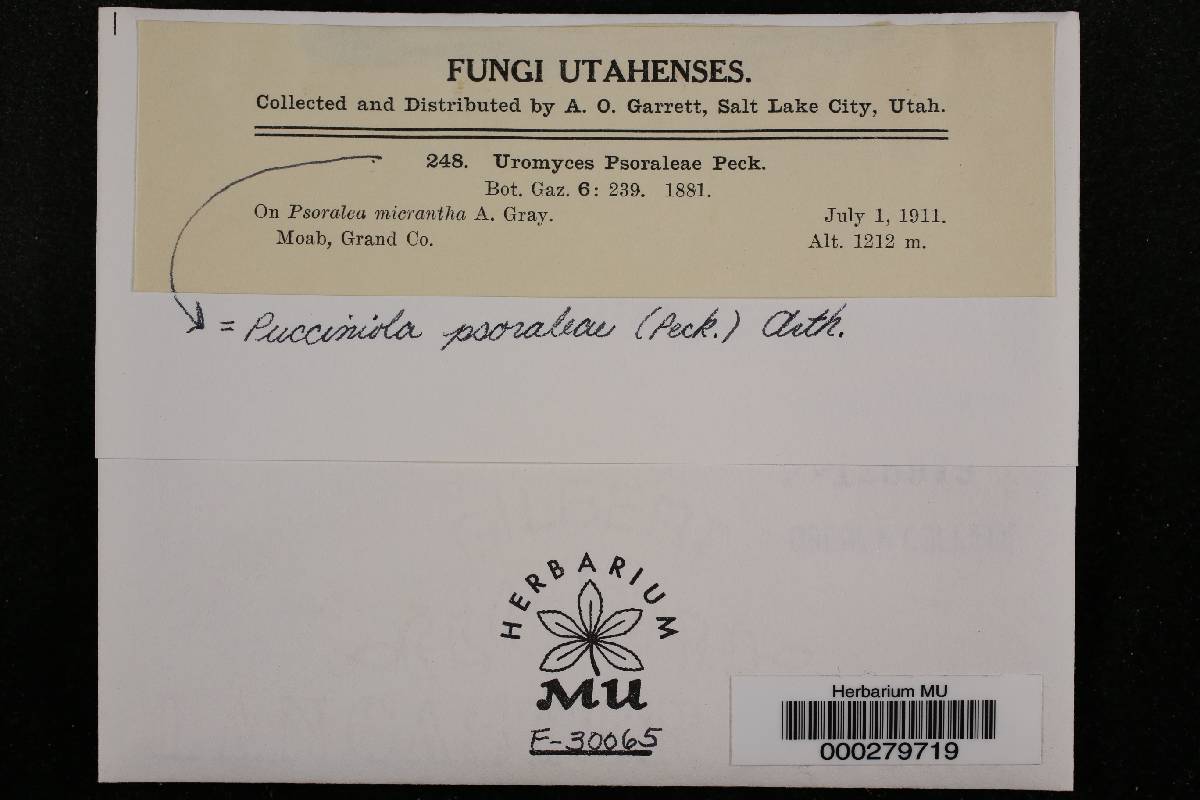 FUNGI UTAHENSES.
Collected and Distributed by A. O. Garrett, Salt Lake City, Utah.
248. Uromyces Psoraleae Peck.
Bot. Gaz. 6: 239. 1881.
On Psoralea micrantha A. Gray. July 1, 1911.
Moab, Grand Co. Alt. 1212 m.
= Pucciniola psoraleae (Peck.) Arth.
HERBARIUM
MU
F-30065
Herbarium MU
000279719